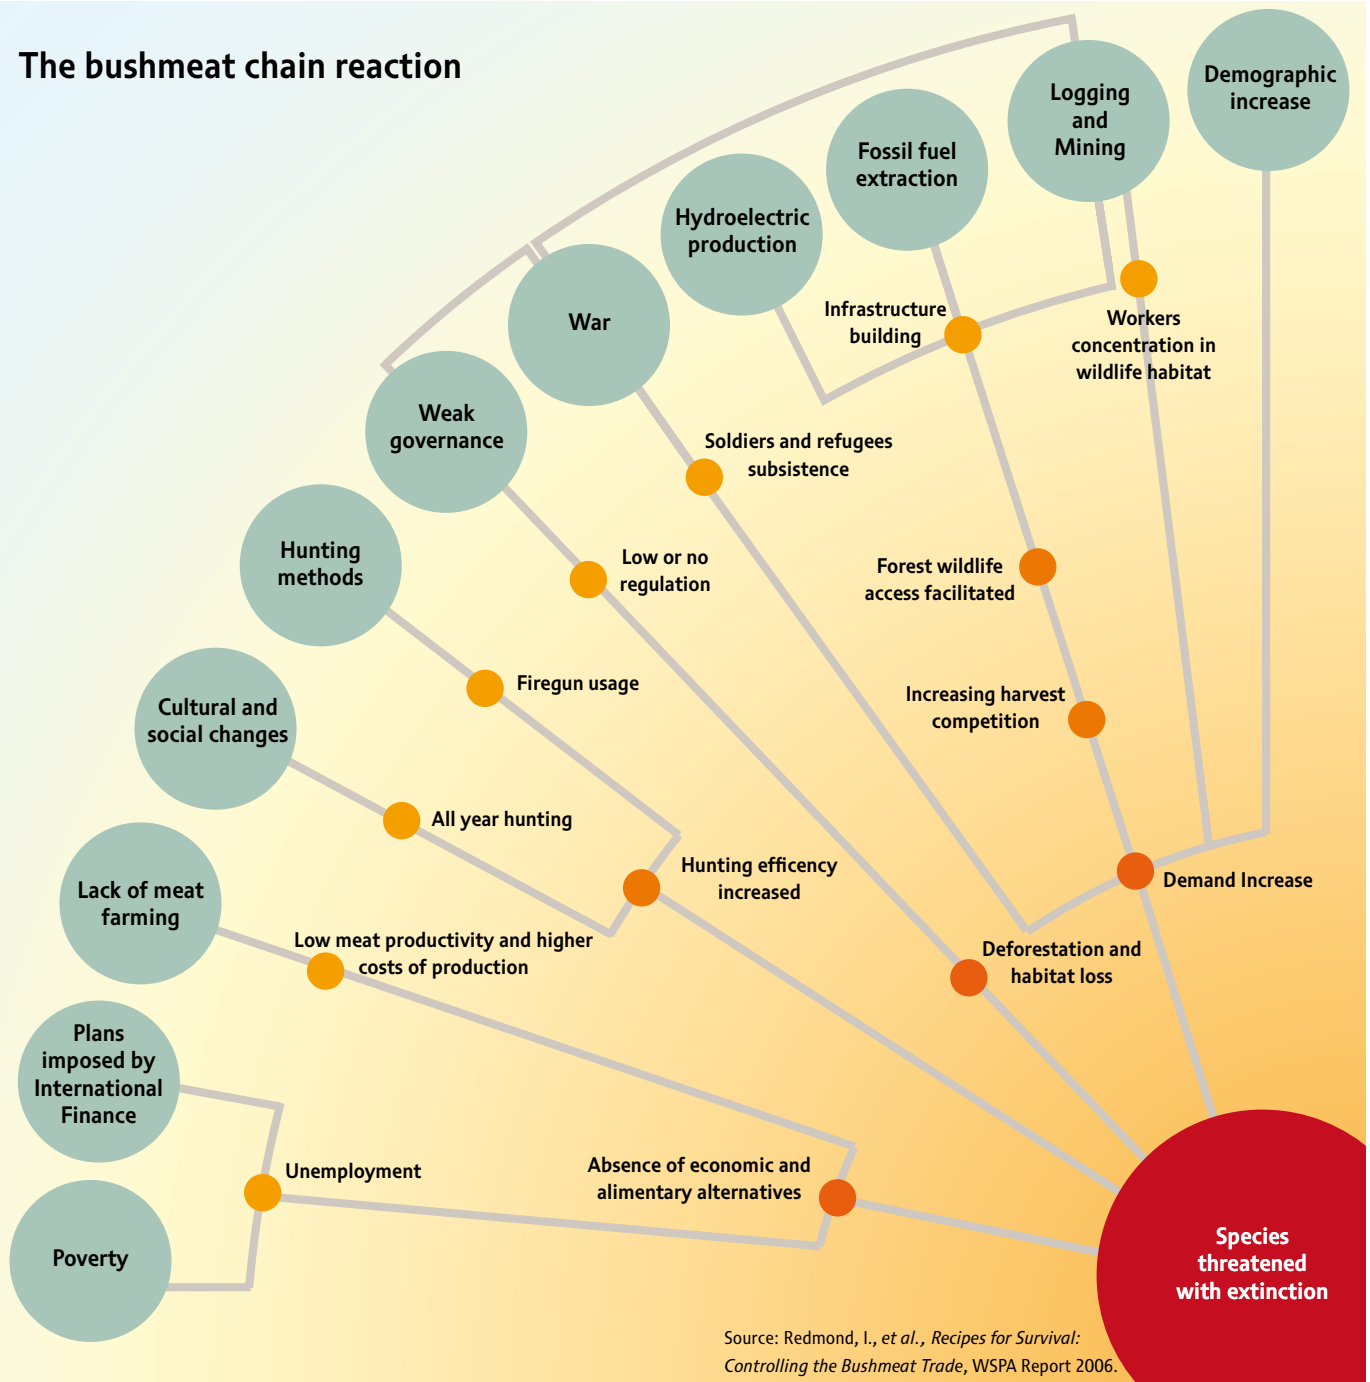 The bushmeat chain reaction
Demographic
increase
Logging
and
Mining
Fossil fuel
extraction
Hydroelectric
production
War
Weak
governance
Hunting
methods
Cultural and
social changes
Lack of meat
farming
Plans
imposed by
International
Finance
Poverty
Infrastructure
building
Workers
concentration in
wildlife habitat
Soldiers and refugees
subsistence
Low or no
regulation
Forest wildlife
access facilitated
Firegun usage
Increasing harvest
competition
All year hunting
Hunting efficency
increased
Demand Increase
Low meat productivity and higher
costs of production
Deforestation and
habitat loss
Unemployment
Absence of economic and
alimentary alternatives
Species
threatened
with extinction
Source: Redmond, I., et al., Recipes for Survival:
Controlling the Bushmeat Trade, WSPA Report 2006.